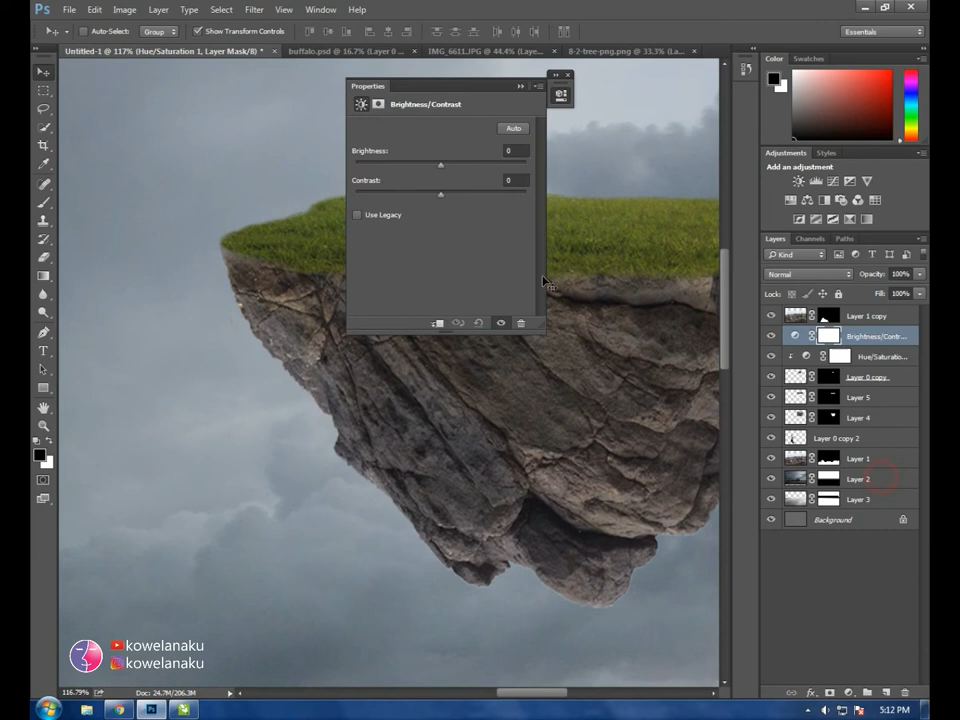 Ps File Edit Image Layer Type Select Filter View Window Help
Auto-Select: Group Show Transform Controls Essentials
Untitled-1 @ 117% (Hue/Saturation 1, Layer Mask/8) * × buffalo.psd @ 16.7% (Layer 0 ... × IMG_6611.JPG @ 44.4% (Laye... × 8-2-tree-png.png @ 33.3% (La... ×
Color Swatches
Properties
Brightness/Contrast
Auto
Brightness: 0
Contrast: 0
Use Legacy
Adjustments Styles
Add an adjustment
Layers Channels Paths
Kind
Normal Opacity: 100%
Lock: Fill: 100%
Layer 1 copy
Brightness/Contr...
Hue/Saturatio...
Layer 0 copy
Layer 5
Layer 4
Layer 0 copy 2
Layer 1
Layer 2
Layer 3
Background
kowelanaku
kowelanaku
116.79% Doc: 24.7M/206.3M
Ps 5:12 PM